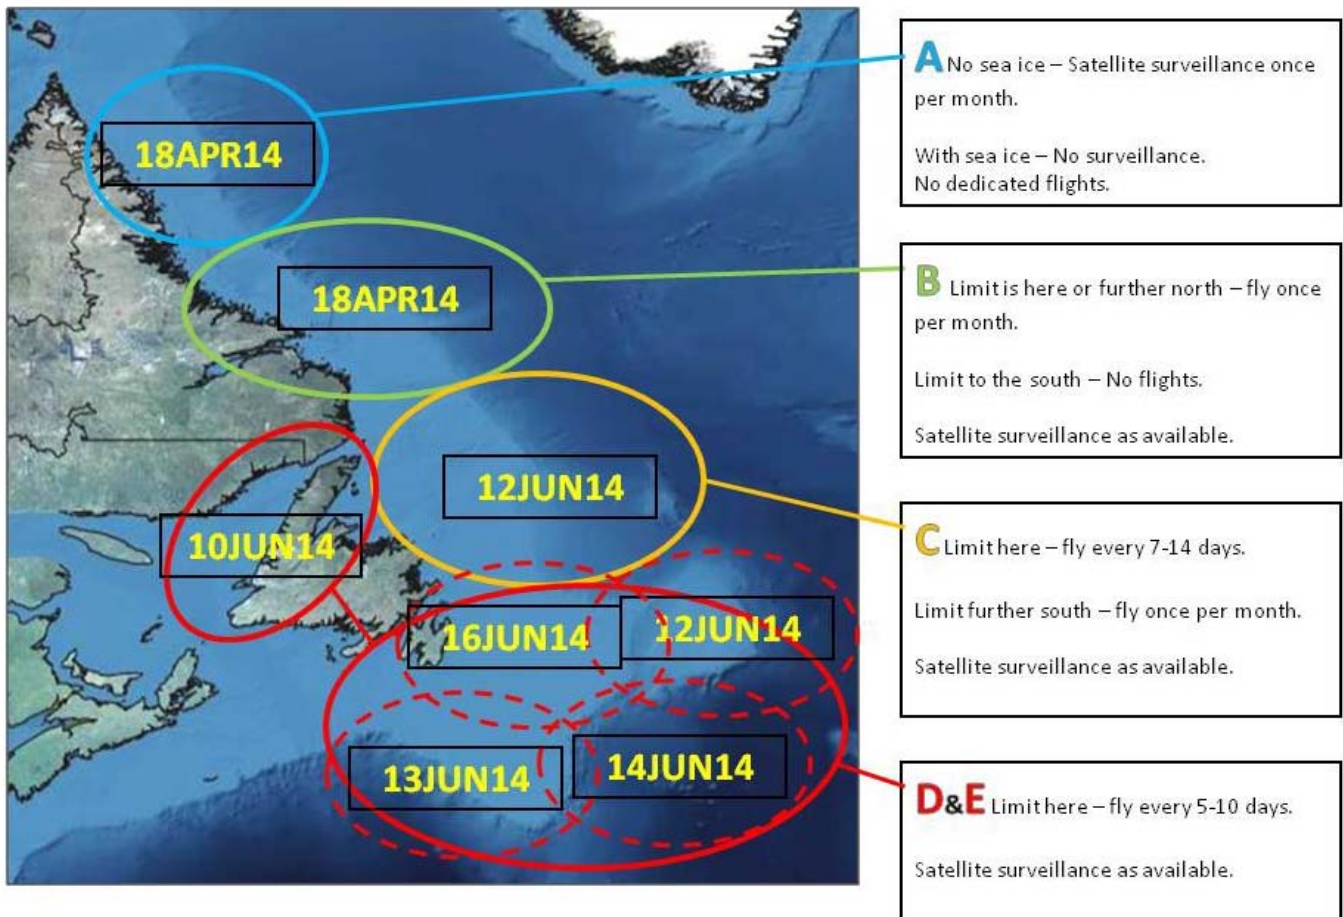 18APR14
18APR14
12JUN14
10JUN14
16JUN14
12JUN14
13JUN14
14JUN14
A No sea ice – Satellite surveillance once
per month.
With sea ice – No surveillance.
No dedicated flights.
B Limit is here or further north – fly once
per month.
Limit to the south – No flights.
Satellite surveillance as available.
C Limit here – fly every 7-14 days.
Limit further south – fly once per month.
Satellite surveillance as available.
D&E Limit here – fly every 5-10 days.
Satellite surveillance as available.